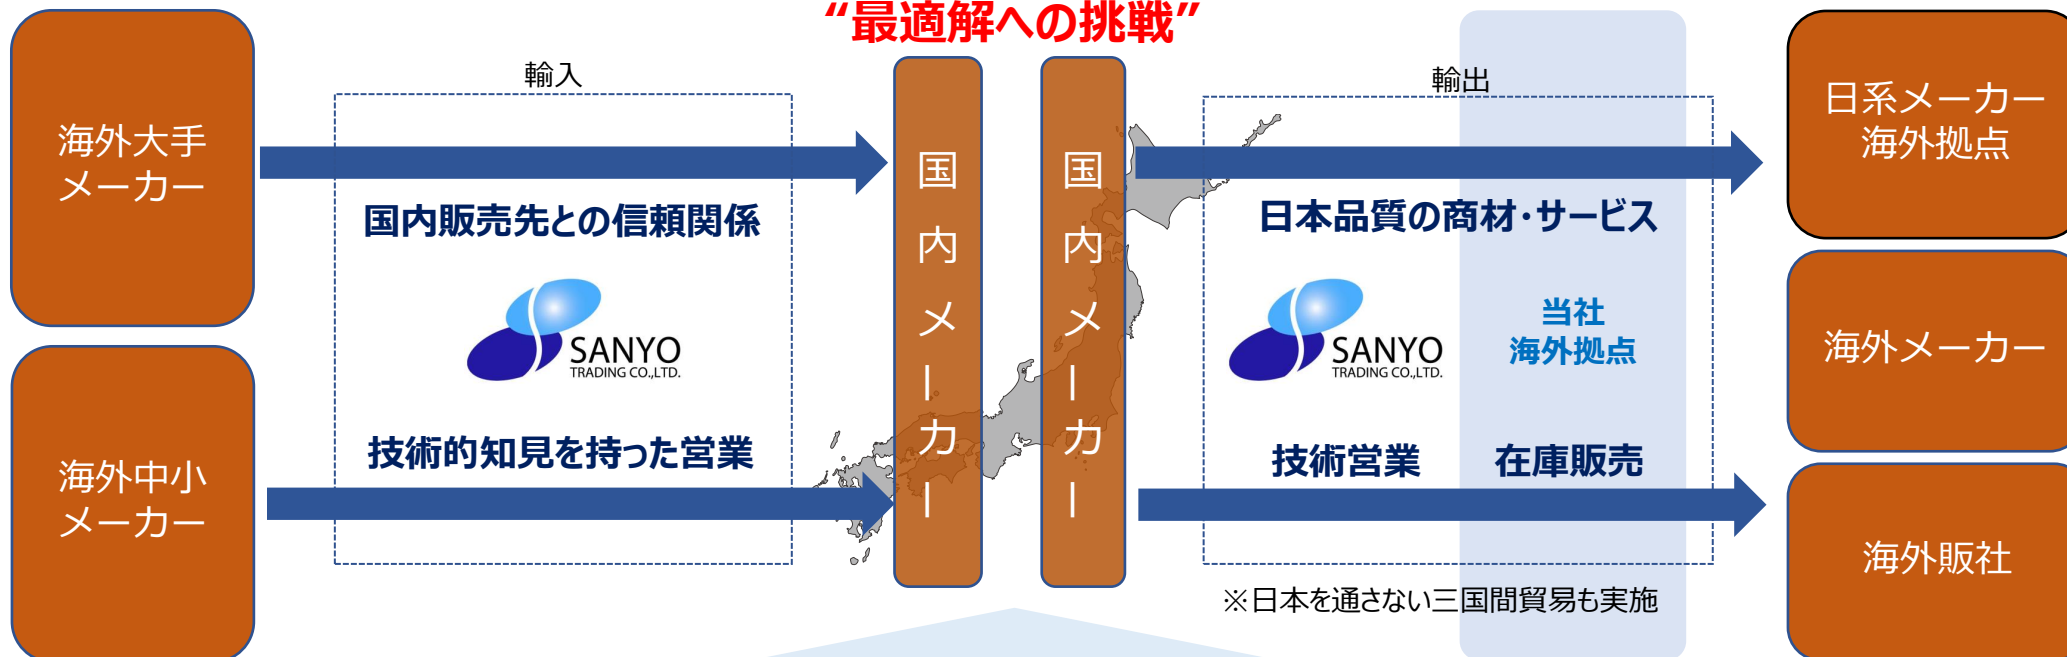 “最適解への挑戦”
輸入
輸出
海外大手
メーカー
海外中小
メーカー
国内販売先との信頼関係
SANYO
TRADING CO.,LTD.
技術的知見を持った営業
国内メーカー
国内メーカー
日本品質の商材・サービス
SANYO
TRADING CO.,LTD.
当社
海外拠点
技術営業
在庫販売
※日本を通さない三国間貿易も実施
日系メーカー
海外拠点
海外メーカー
海外販社